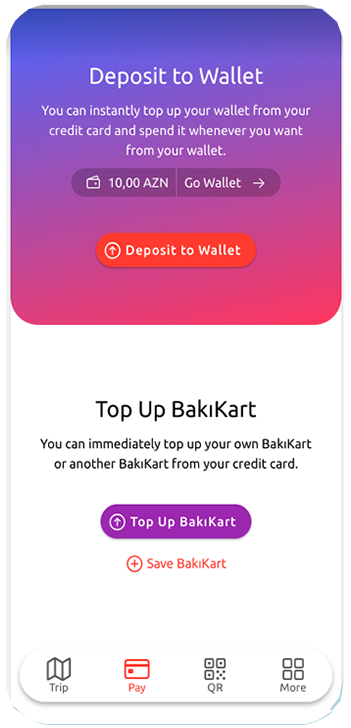 Deposit to Wallet
You can instantly top up your wallet from your
credit card and spend it whenever you want
from your wallet.
10,00 AZN Go Wallet
Deposit to Wallet
Top Up BakıKart
You can immediately top up your own BakıKart
or another BakıKart from your credit card.
Top Up BakıKart
Save BakıKart
Trip Pay QR More